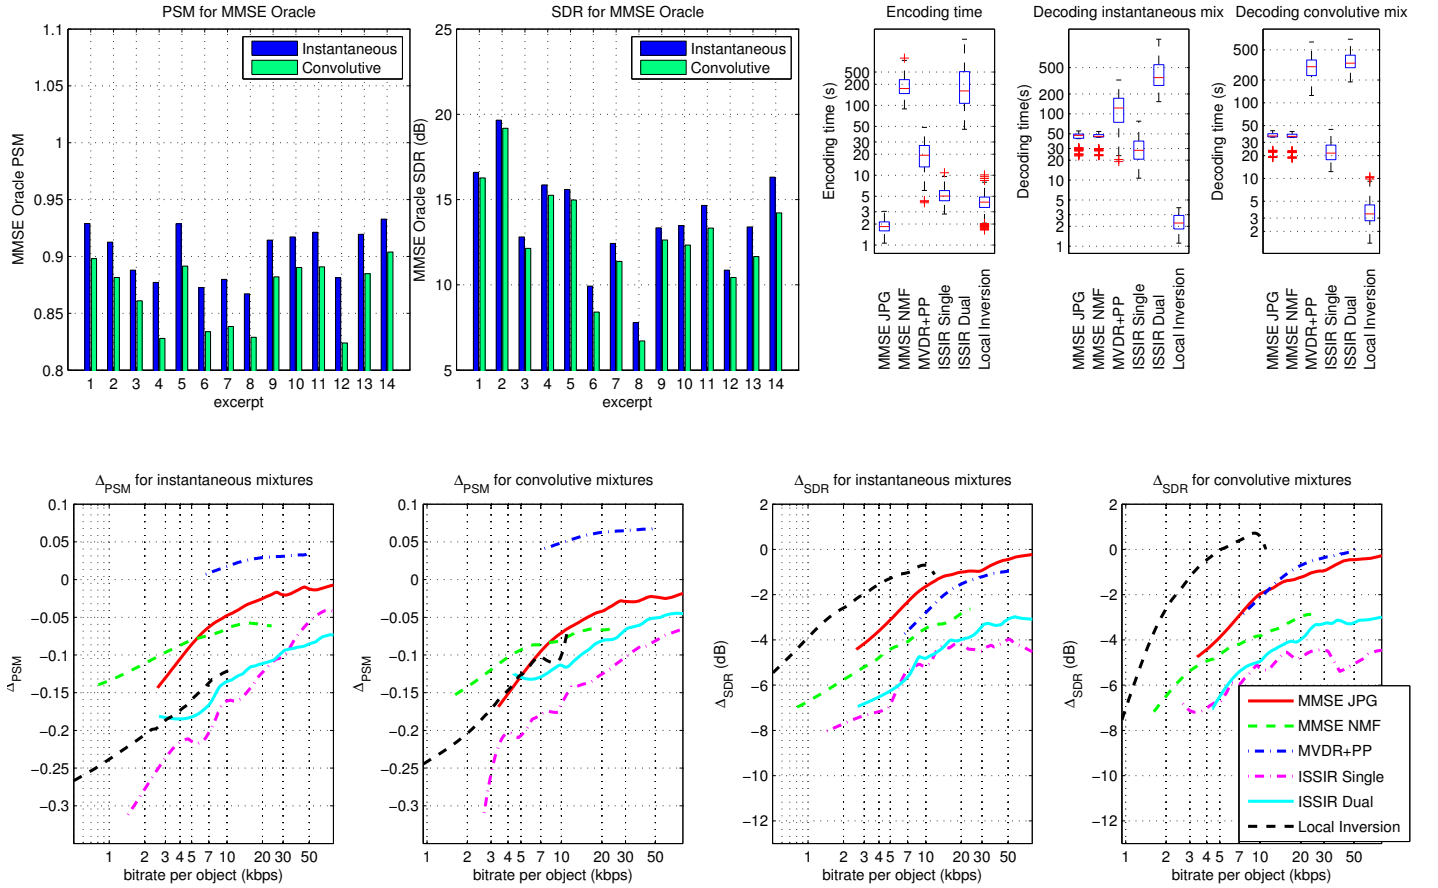 PSM for MMSE Oracle
1.1
1.05
1
0.95
0.9
0.85
0.8
MMSE Oracle PSM
Instantaneous
Convolutive
1 2 3 4 5 6 7 8 9 10 11 12 13 14
excerpt
SDR for MMSE Oracle
25
20
15
10
5
MMSE Oracle SDR (dB)
Instantaneous
Convolutive
1 2 3 4 5 6 7 8 9 10 11 12 13 14
excerpt
Encoding time
500
100
50
30
20
10
5
3
2
1
Encoding time (s)
MMSE JPG
MMSE NMF
MVDR+PP
ISSIR Single
ISSIR Dual
Local Inversion
Decoding instantaneous mix
500
200
100
50
30
20
10
5
3
2
1
Decoding time(s)
MMSE JPG
MMSE NMF
MVDR+PP
ISSIR Single
ISSIR Dual
Local Inversion
Decoding convolutive mix
500
200
100
50
30
20
10
5
3
2
Decoding time (s)
MMSE JPG
MMSE NMF
MVDR+PP
ISSIR Single
ISSIR Dual
Local Inversion
ΔPSM for instantaneous mixtures
0.1
0.05
0
−0.05
−0.1
−0.15
−0.2
−0.25
−0.3
ΔPSM
1 2 3 4 5 7 10 20 30 50
bitrate per object (kbps)
ΔPSM for convolutive mixtures
0.1
0.05
0
−0.05
−0.1
−0.15
−0.2
−0.25
−0.3
ΔPSM
1 2 3 4 5 7 10 20 30 50
bitrate per object (kbps)
ΔSDR for instantaneous mixtures
2
0
−2
−4
−6
−8
−10
−12
ΔSDR (dB)
1 2 3 4 5 7 10 20 30 50
bitrate per object (kbps)
ΔSDR for convolutive mixtures
2
0
−2
−4
−6
−8
−10
−12
ΔSDR (dB)
MMSE JPG
MMSE NMF
MVDR+PP
ISSIR Single
ISSIR Dual
Local Inversion
1 2 3 4 5 7 10 20 30 50
bitrate per object (kbps)